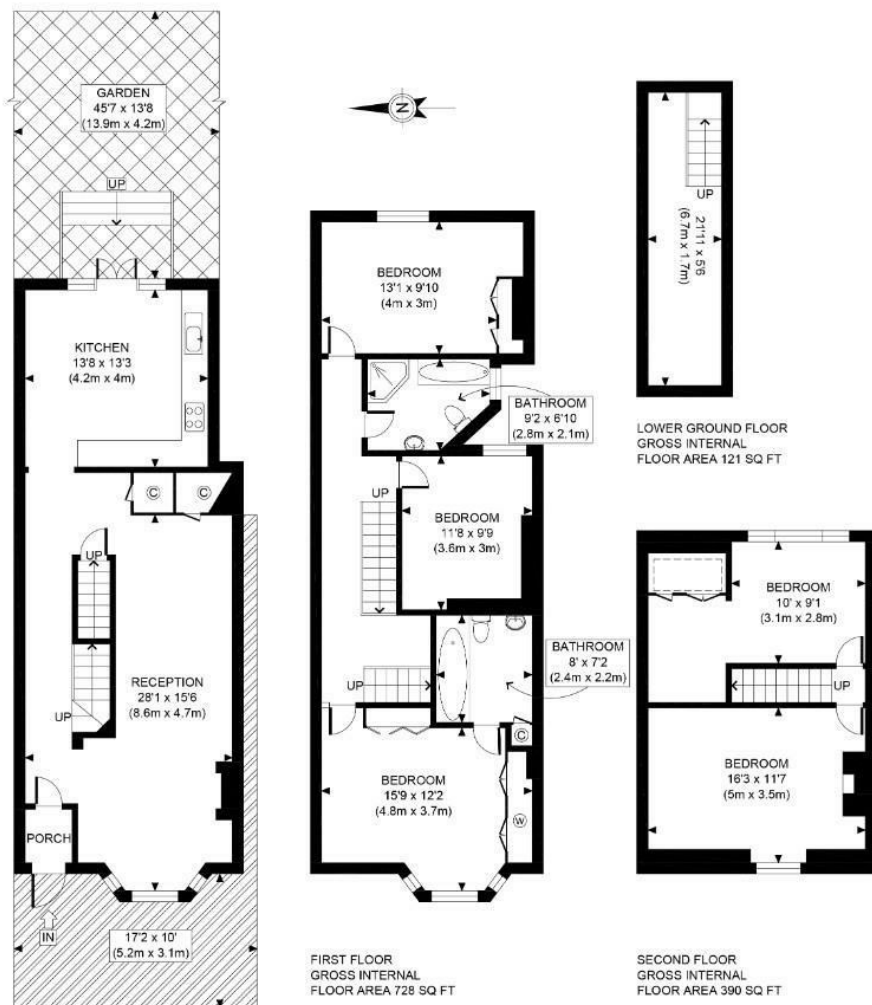 GARDEN
45'7 x 13'8
(13.9m x 4.2m)
UP
KITCHEN
13'8 x 13'3
(4.2m x 4m)
C
C
UP
UP
RECEPTION
28'1 x 15'6
(8.6m x 4.7m)
PORCH
IN
17'2 x 10'
(5.2m x 3.1m)
N
BEDROOM
13'1 x 9'10
(4m x 3m)
BATHROOM
9'2 x 6'10
(2.8m x 2.1m)
UP
BEDROOM
11'8 x 9'9
(3.6m x 3m)
BATHROOM
8' x 7'2
(2.4m x 2.2m)
UP
C
BEDROOM
15'9 x 12'2
(4.8m x 3.7m)
W
FIRST FLOOR
GROSS INTERNAL
FLOOR AREA 728 SQ FT
UP
21'11 x 5'6
(6.7m x 1.7m)
LOWER GROUND FLOOR
GROSS INTERNAL
FLOOR AREA 121 SQ FT
BEDROOM
10' x 9'1
(3.1m x 2.8m)
UP
BEDROOM
16'3 x 11'7
(5m x 3.5m)
SECOND FLOOR
GROSS INTERNAL
FLOOR AREA 390 SQ FT